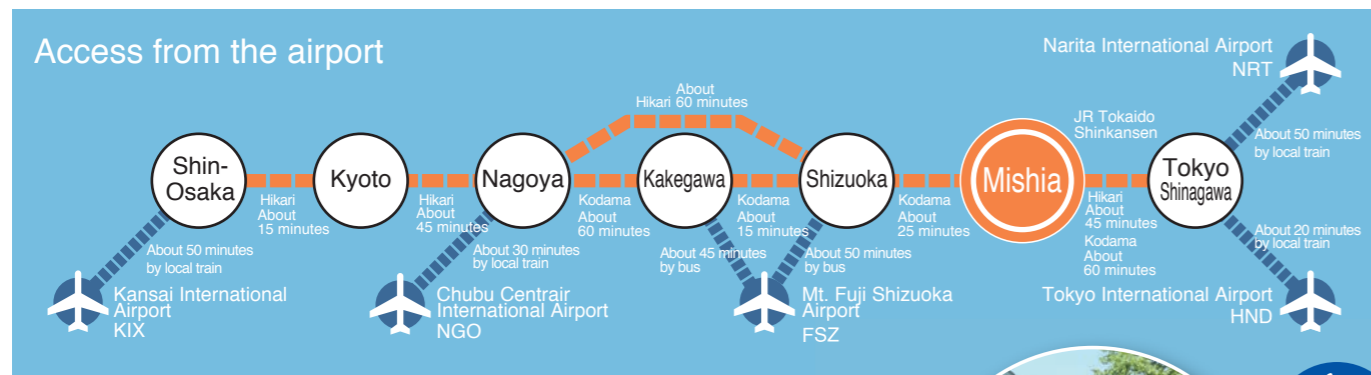 Access from the airport
Narita International Airport
NRT
About
Hikari 60 minutes
JR Tokaido
Shinkansen
About 50 minutes
by local train
Shin-
Osaka
Kyoto
Nagoya
Kakegawa
Shizuoka
Mishia
Tokyo
Shinagawa
Hikari
About
15 minutes
Hikari
About
45 minutes
Kodama
About
60 minutes
Kodama
About
15 minutes
Kodama
About
25 minutes
Hikari
About
45 minutes
Kodama
About
60 minutes
About 50 minutes
by local train
About 30 minutes
by local train
About 45 minutes
by bus
About 50 minutes
by bus
About 20 minutes
by local train
Kansai International
Airport
KIX
Chubu Centrair
International Airport
NGO
Mt. Fuji Shizuoka
Airport
FSZ
Tokyo International Airport
HND